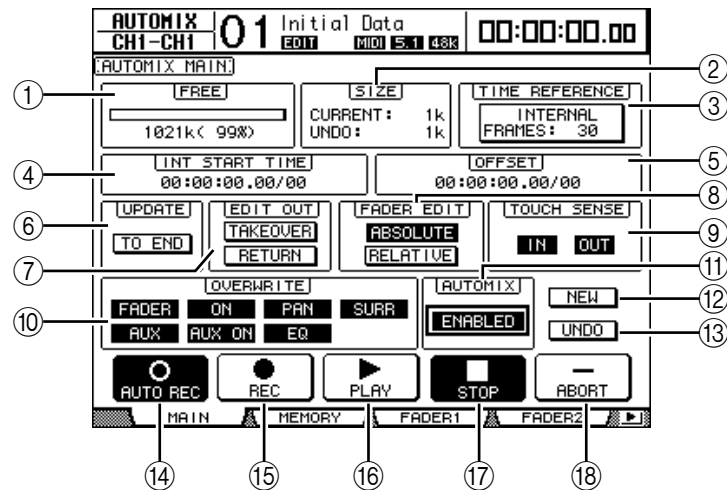 AUTOMIX
CH1-CH1
01 Initial Data
EDIT MIDI 5.1 48k
00:00:00.00
AUTOMIX MAIN
① FREE
1021k( 99%)
② SIZE
CURRENT: 1k
UNDO: 1k
③ TIME REFERENCE
INTERNAL
FRAMES: 30
④ INT START TIME
00:00:00.00/00
⑤ OFFSET
00:00:00.00/00
⑥ UPDATE
TO END
⑦ EDIT OUT
TAKEOVER
RETURN
⑧ FADER EDIT
ABSOLUTE
RELATIVE
⑨ TOUCH SENSE
IN OUT
⑩ OVERWRITE
FADER ON PAN SURR
AUX AUX ON EQ
⑪ AUTOMIX
ENABLED
NEW ⑫
UNDO ⑬
AUTO REC REC PLAY STOP ABORT
MAIN MEMORY FADER1 FADER2
⑭ ⑮ ⑯ ⑰ ⑱